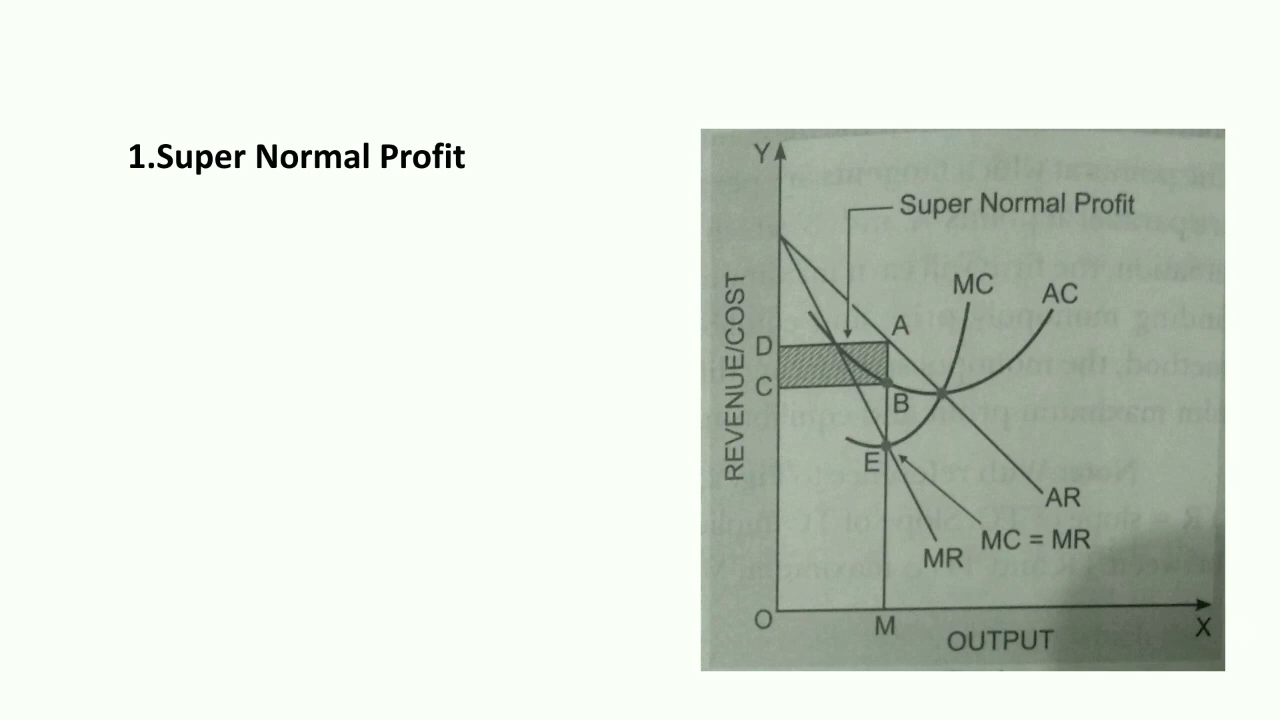 1.Super Normal Profit
Y
Super Normal Profit
MC
AC
REVENUE/COST
A
D
C
B
E
AR
MC = MR
MR
O
M
X
OUTPUT